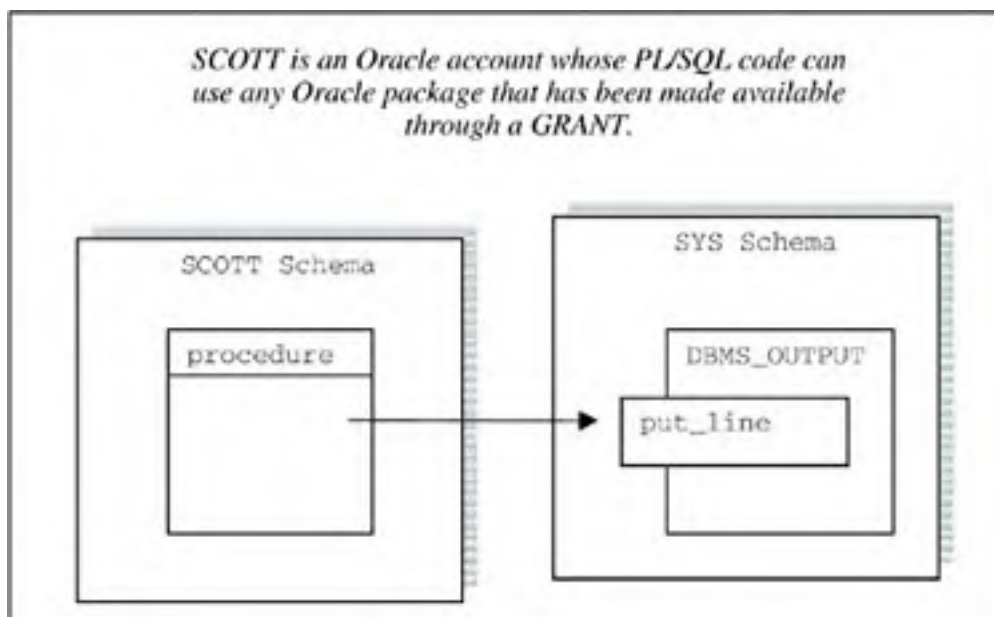 SCOTT is an Oracle account whose PL/SQL code can
use any Oracle package that has been made available
through a GRANT.
SCOTT Schema
procedure
SYS Schema
DBMS_OUTPUT
put_line